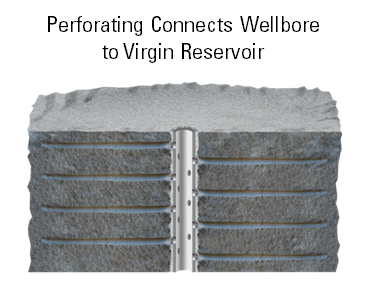 Perforating Connects Wellbore
to Virgin Reservoir